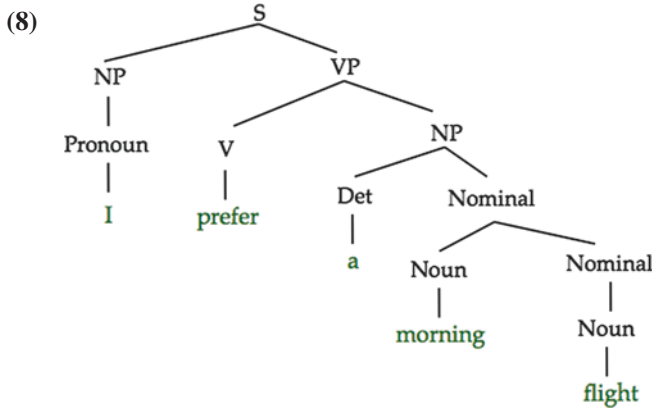 (8)
S
NP VP
Pronoun V NP
I prefer Det Nominal
a Noun Nominal
morning Noun
flight